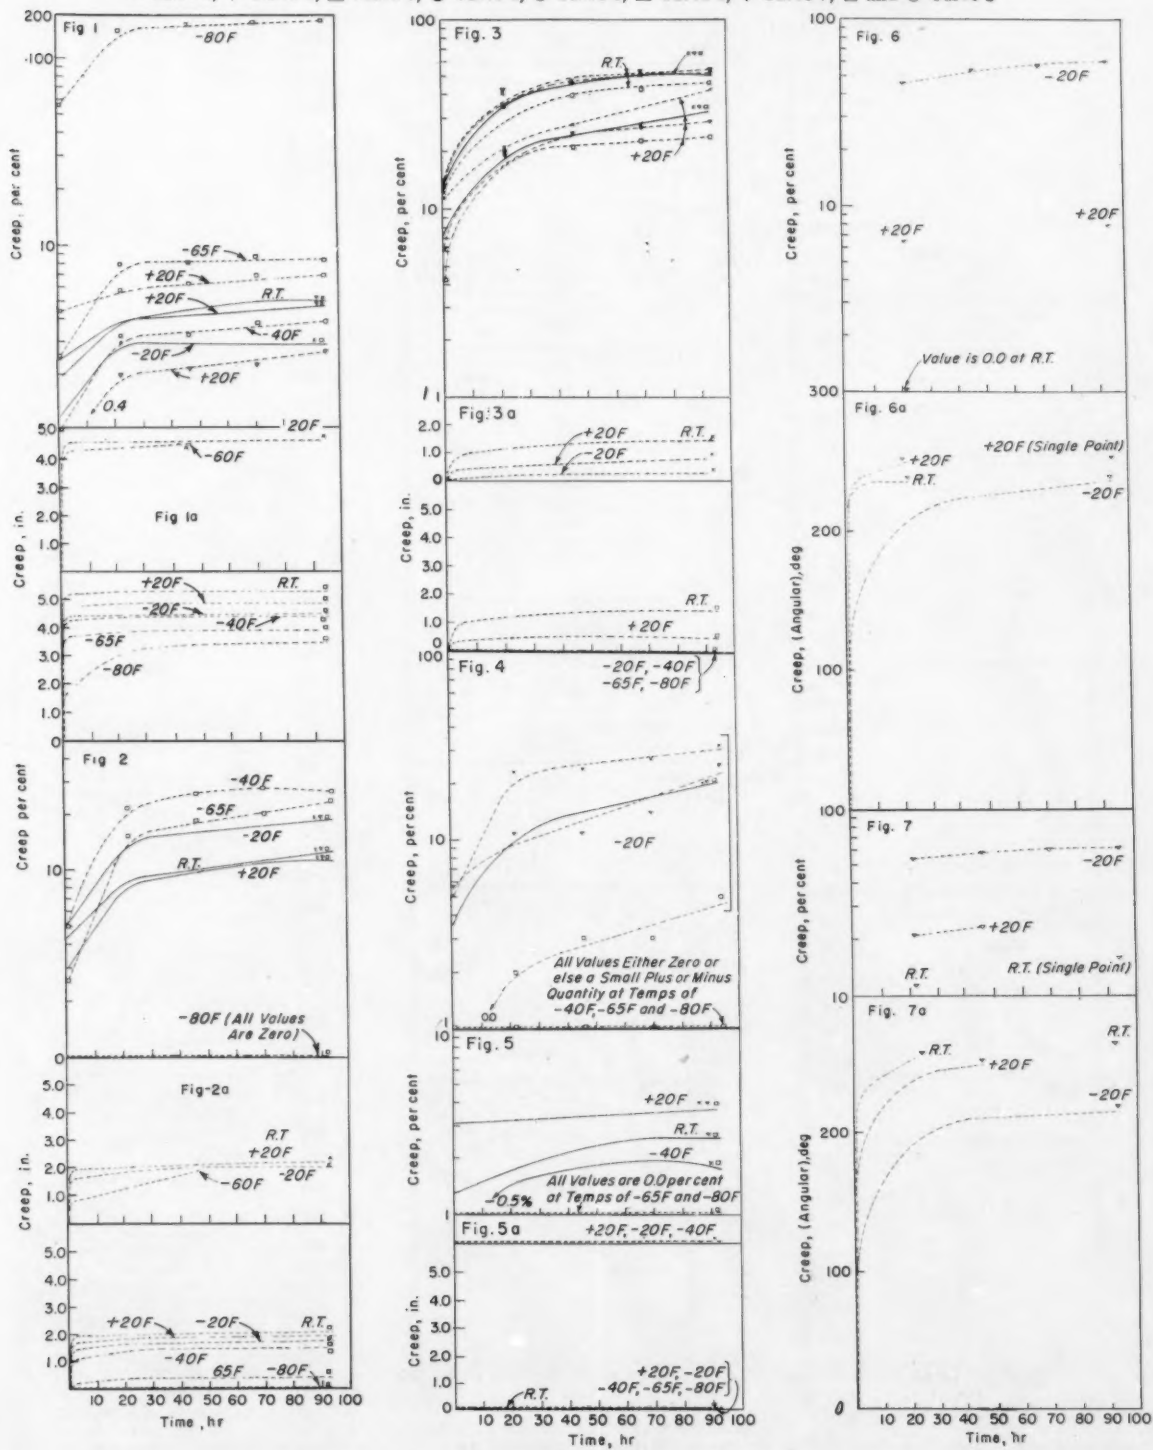 Fig 1
200
100
10
Creep, per cent
-80F
-65F
+20F
+20F
R.T.
-40F
-20F
+20F
0.4
5.0
4.0
3.0
2.0
1.0
Creep, in.
-60F
Fig 1a
5.0
4.0
3.0
2.0
1.0
0
+20F
R.T.
-20F
-40F
-65F
-80F
Fig 2
10
Creep per cent
-40F
-65F
-20F
R.T.
+20F
-80F (All Values
Are Zero)
0
Fig-2a
5.0
4.0
3.0
2.0
1.0
Creep, in.
R.T
+20F
-20F
-60F
5.0
4.0
3.0
2.0
1.0
+20F
-20F
R.T.
-40F
65F
-80F
0 10 20 30 40 50 60 70 80 90 100
Time, hr
Fig. 3
100
10
1
Creep, per cent
R.T.
+20F
Fig. 3a
2.0
1.0
0
+20F
R.T.
-20F
5.0
4.0
3.0
2.0
1.0
0
Creep, in.
R.T.
+20F
-20F, -40F
-65F, -80F
Fig. 4
100
10
1
Creep, per cent
-20F
All Values Either Zero or
else a Small Plus or Minus
Quantity at Temps of
-40F, -65F and -80F
Fig. 5
10
1
Creep, per cent
+20F
R.T.
-40F
All Values are 0.0 per cent
at Temps of -65F and -80F
-0.5%
Fig. 5a
+20F, -20F, -40F
5.0
4.0
3.0
2.0
1.0
0
Creep, in.
R.T.
+20F, -20F
-40F, -65F, -80F
10 20 30 40 50 60 70 80 90 100
Time, hr
Fig. 6
100
10
Creep, per cent
-20F
+20F
+20F
Value is 0.0 at R.T.
300
Fig. 6a
200
100
Creep, (Angular), deg
+20F
+20F (Single Point)
R.T.
-20F
100
Fig. 7
10
Creep, per cent
-20F
+20F
R.T.
R.T. (Single Point)
Fig. 7a
200
100
0
Creep, (Angular), deg
R.T.
R.T.
+20F
-20F
20 40 60 80 100
Time, hr